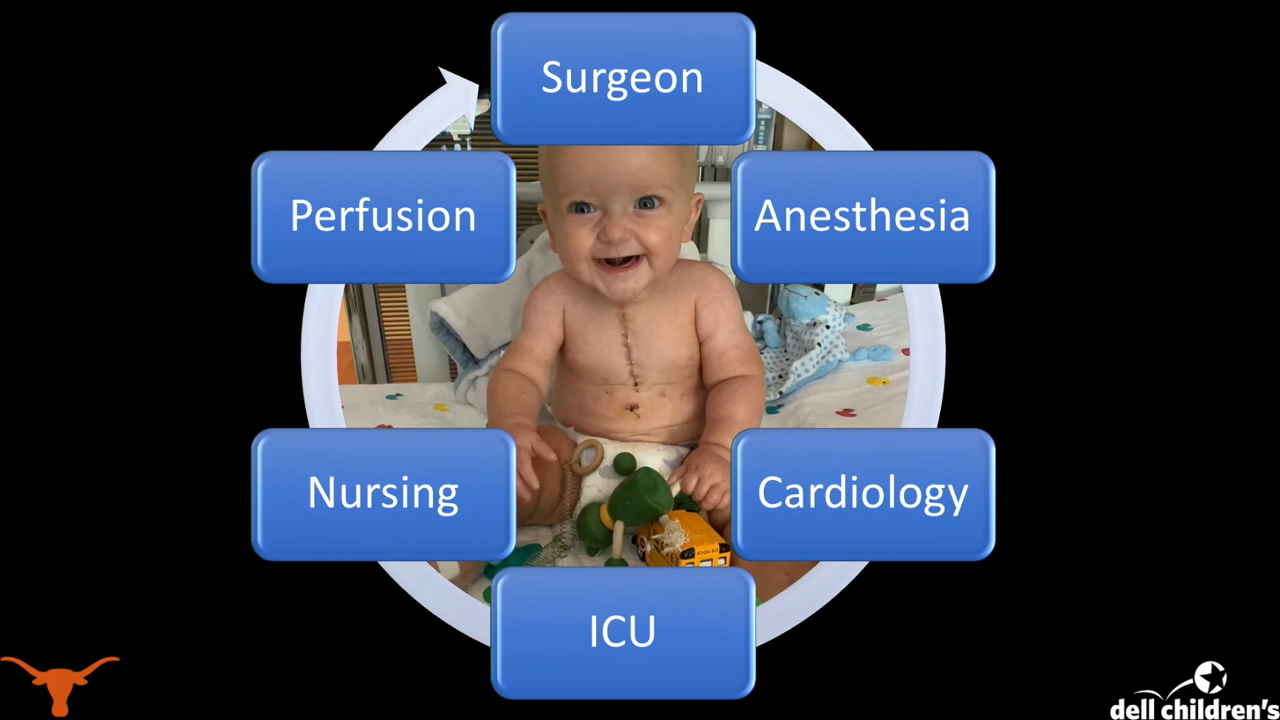 Surgeon
Perfusion
Anesthesia
Nursing
Cardiology
ICU
dell children's